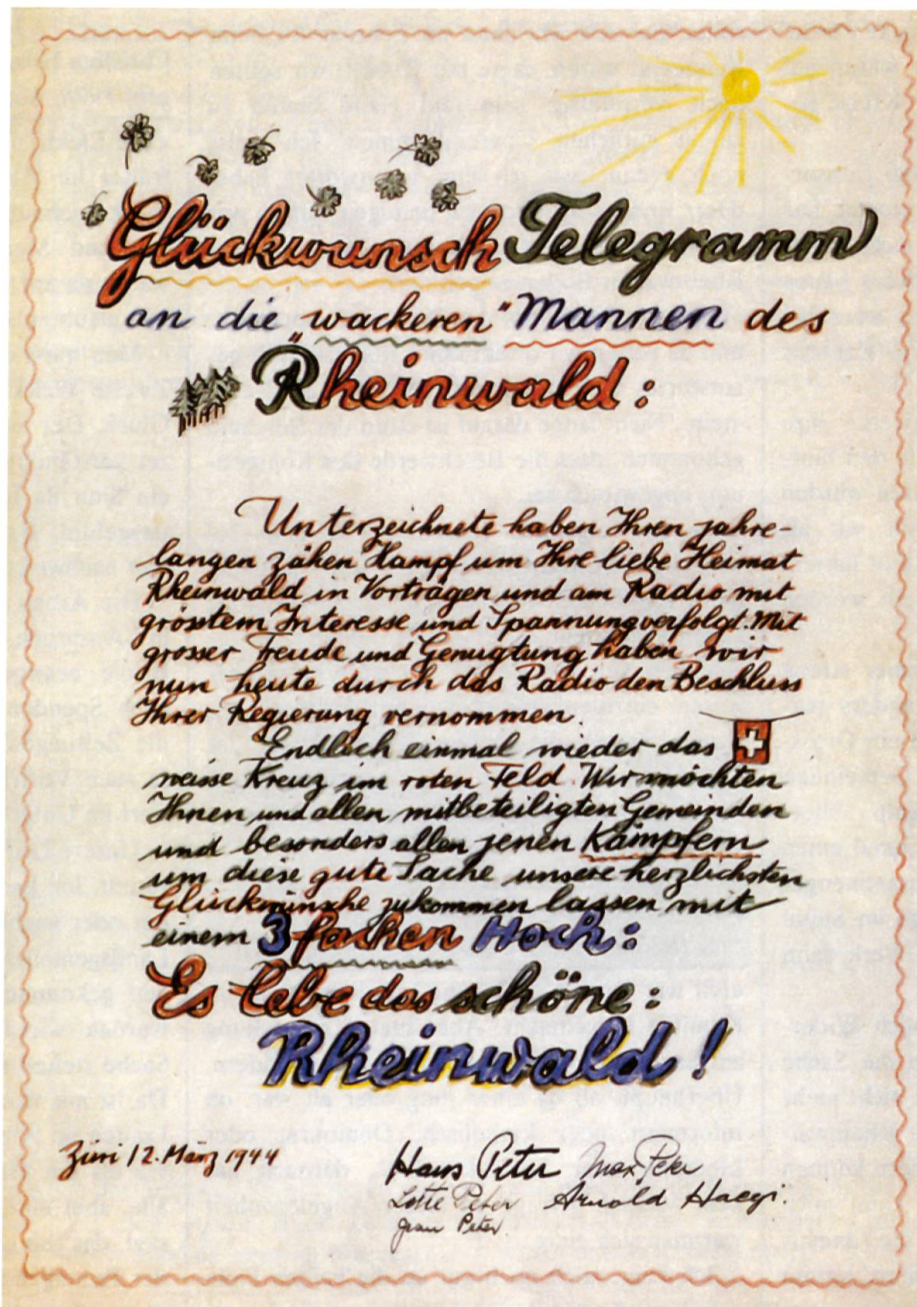 Glückwunsch Telegramm
an die "wackeren" Mannen des
Rheinwald:
Unterzeichnete haben Ihren jahre-
langen zähen Kampf um Ihre liebe Heimat
Rheinwald in Vorträgen und am Radio mit
grösstem Interesse und Spannung verfolgt. Mit
grosser Freude und Genugtung haben wir
nun heute durch das Radio den Beschluss
Ihrer Regierung vernommen.
Endlich einmal wieder das
weisse Kreuz im roten Feld. Wir möchten
Ihnen und allen mitbeteiligten Gemeinden
und besonders allen jenen Kämpfern
um diese gute Sache unsere herzlichsten
Glückwünsche zukommen lassen mit
einem 3fachen Hoch:
Es lebe das schöne:
Rheinwald!
12. März 1944
Hans Peter Max Peter
Lotte Peter Arnold Haegi.
Peter